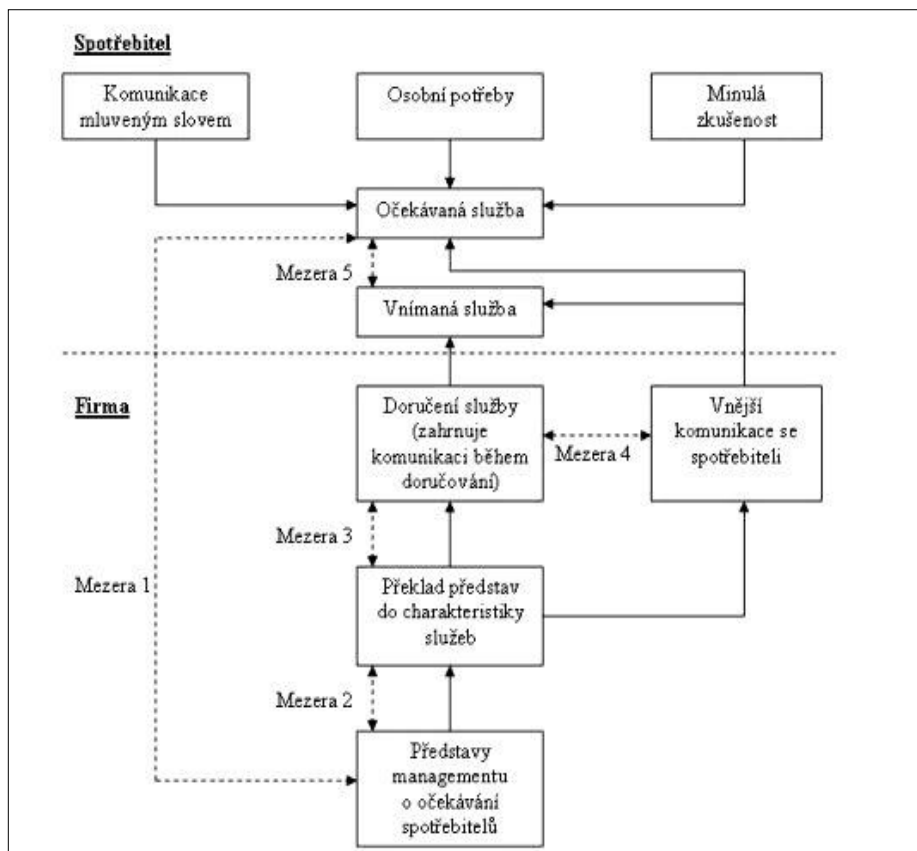 Spotřebitel
Komunikace
mluveným slovem
Osobní potřeby
Minulá
zkušenost
Očekávaná služba
Mezera 5
Vnímaná služba
Firma
Doručení služby
(zahrnuje
komunikaci během
doručování)
Mezera 4
Vnější
komunikace se
spotřebiteli
Mezera 3
Mezera 1
Překlad představ
do charakteristiky
služeb
Mezera 2
Představy
managementu
o očekávání
spotřebitelů